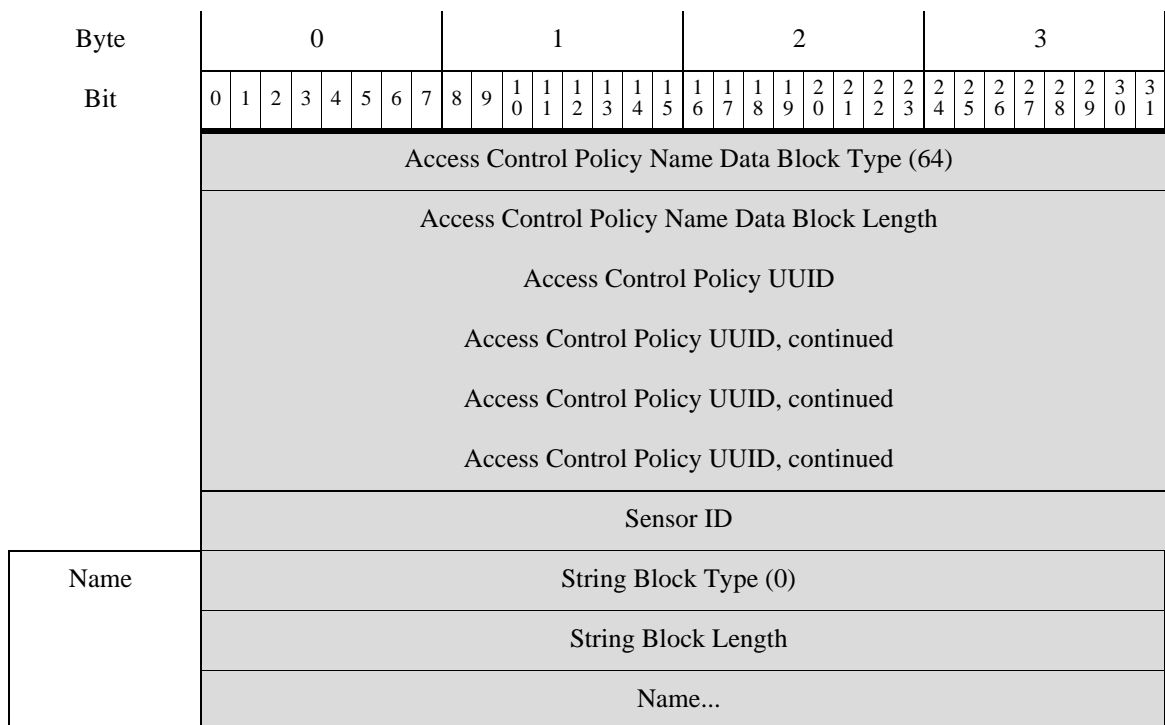 Byte 0 1 2 3
Bit 0 1 2 3 4 5 6 7 8 9 10 11 12 13 14 15 16 17 18 19 20 21 22 23 24 25 26 27 28 29 30 31
Access Control Policy Name Data Block Type (64)
Access Control Policy Name Data Block Length
Access Control Policy UUID
Access Control Policy UUID, continued
Access Control Policy UUID, continued
Access Control Policy UUID, continued
Sensor ID
Name String Block Type (0)
String Block Length
Name...